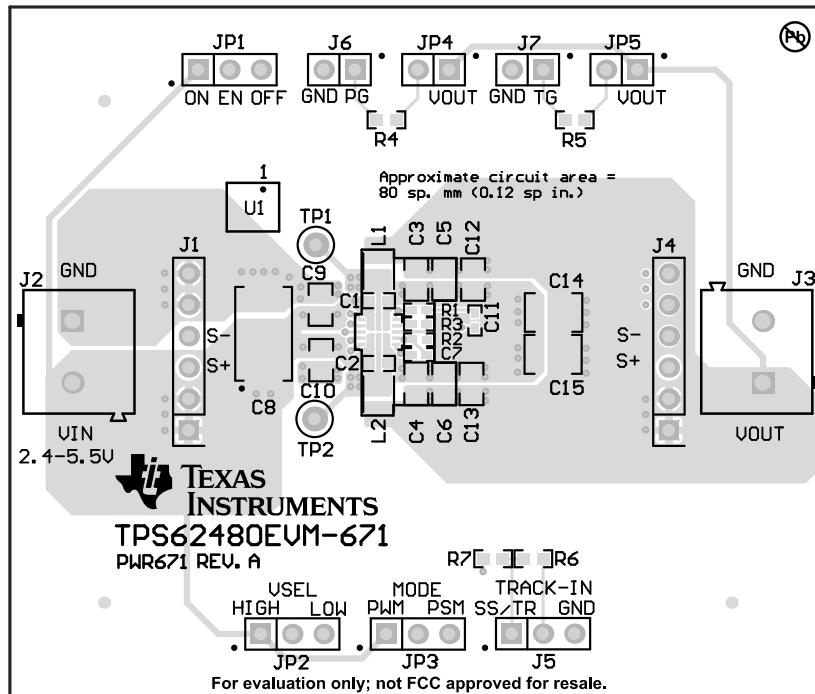 JP1 J6 JP4 J7 JP5 Pb
ON EN OFF GND PG VOUT GND TG VOUT
R4 R5
Approximate circuit area =
80 sp. mm (0.12 sp in.)
1
U1
TP1 L1 C3 C5 C12
J2 GND J1 C9 J4 GND J3
C1 C14
R1
R3 C11
S- R2 S-
S+ C2 C7 S+
C8 C10 C15
TP2 L2 C4 C6 C13
VIN VOUT
2.4-5.5V
TEXAS
INSTRUMENTS
TPS62480EVM-671
PWR671 REV. A
R7 R6
VSEL MODE TRACK-IN
HIGH LOW PWM PSM SS/TR GND
JP2 JP3 J5
For evaluation only; not FCC approved for resale.